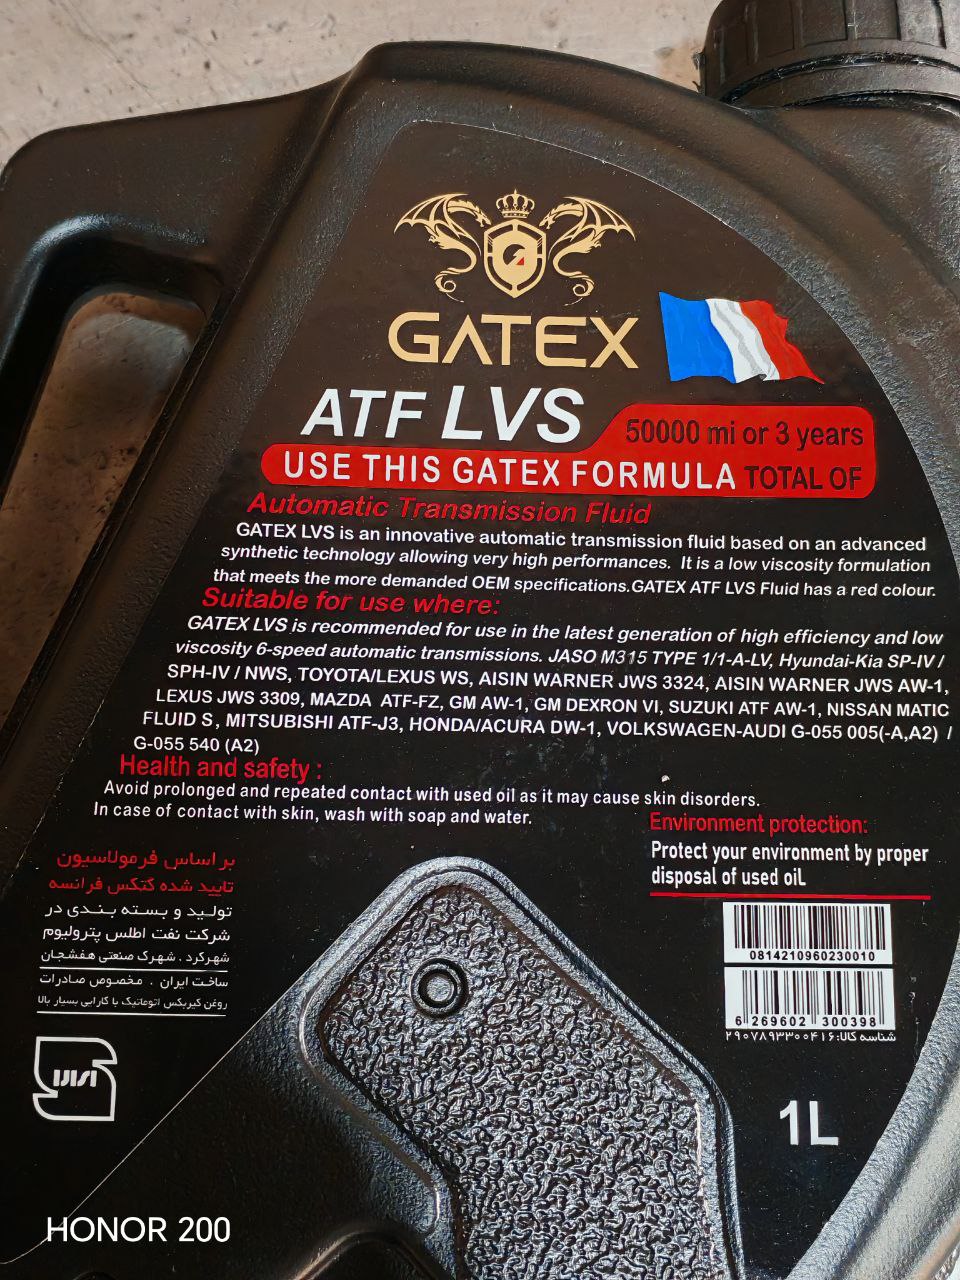 GATEX
ATF LVS
50000 mi or 3 years
USE THIS GATEX FORMULA TOTAL OF
Automatic Transmission Fluid
GATEX LVS is an innovative automatic transmission fluid based on an advanced
synthetic technology allowing very high performances. It is a low viscosity formulation
that meets the more demanded OEM specifications.GATEX ATF LVS Fluid has a red colour.
Suitable for use where:
GATEX LVS is recommended for use in the latest generation of high efficiency and low
viscosity 6-speed automatic transmissions. JASO M315 TYPE 1/1-A-LV, Hyundai-Kia SP-IV /
SPH-IV / NWS, TOYOTA/LEXUS WS, AISIN WARNER JWS 3324, AISIN WARNER JWS AW-1,
LEXUS JWS 3309, MAZDA ATF-FZ, GM AW-1, GM DEXRON VI, SUZUKI ATF AW-1, NISSAN MATIC
FLUID S, MITSUBISHI ATF-J3, HONDA/ACURA DW-1, VOLKSWAGEN-AUDI G-055 005(-A,A2) /
G-055 540 (A2)
Health and safety :
Avoid prolonged and repeated contact with used oil as it may cause skin disorders.
In case of contact with skin, wash with soap and water.
Environment protection:
Protect your environment by proper
disposal of used oil.
بر اساس فرمولاسیون
تایید شده گتکس فرانسه
تولید و بسته بندی در
شرکت نفت اطلس پترولیوم
شهرکرد . شهرک صنعتی هفشجان
ساخت ایران . مخصوص صادرات
روغن گیربکس اتوماتیک با کارایی بسیار بالا
0814210960230010
6 269602 300398
شناسه کالا: ۲۹۰۷۸۹۳۳۰۰۴۱۶
1L
HONOR 200